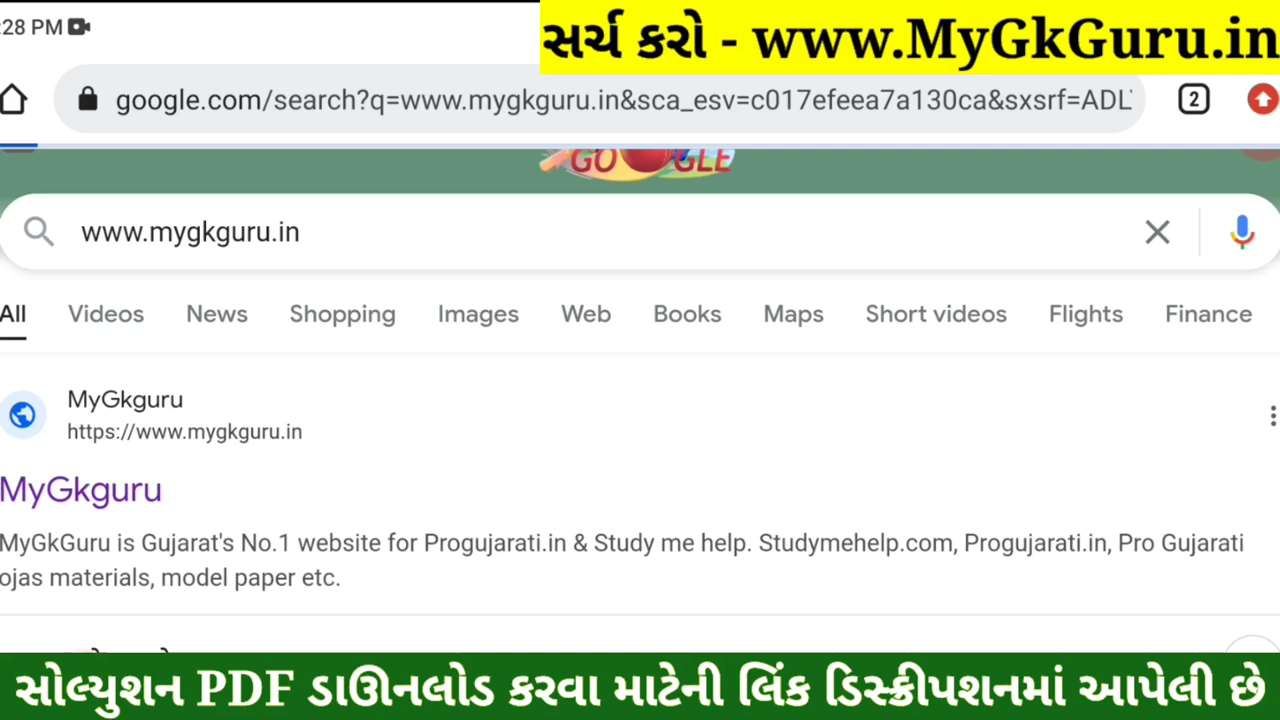 :28 PM
સર્ચ કરો - www.MyGkGuru.in
google.com/search?q=www.mygkguru.in&sca_esv=c017efeea7a130ca&sxsrf=ADL
2
GO GLE
www.mygkguru.in
All Videos News Shopping Images Web Books Maps Short videos Flights Finance
MyGkguru
https://www.mygkguru.in
MyGkguru
MyGkGuru is Gujarat's No.1 website for Progujarati.in & Study me help. Studymehelp.com, Progujarati.in, Pro Gujarati
ojas materials, model paper etc.
સોલ્યુશન PDF ડાઊનલોડ કરવા માટેની લિંક ડિસ્ક્રીપશનમાં આપેલી છે